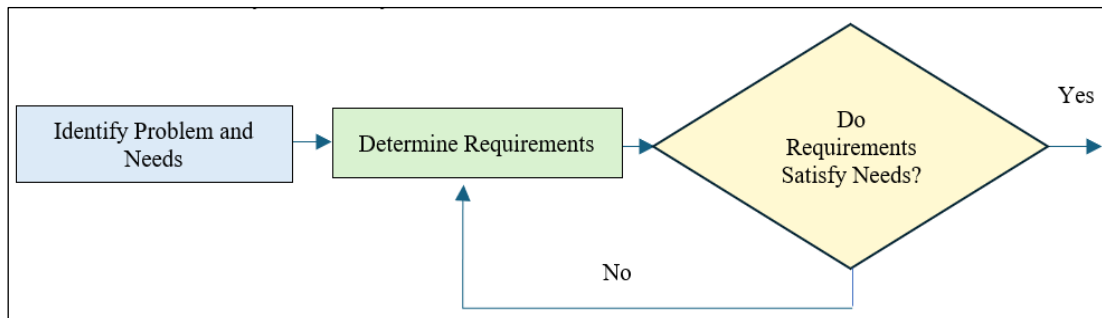 Identify Problem and
Needs
Determine Requirements
Do
Requirements
Satisfy Needs?
Yes
No